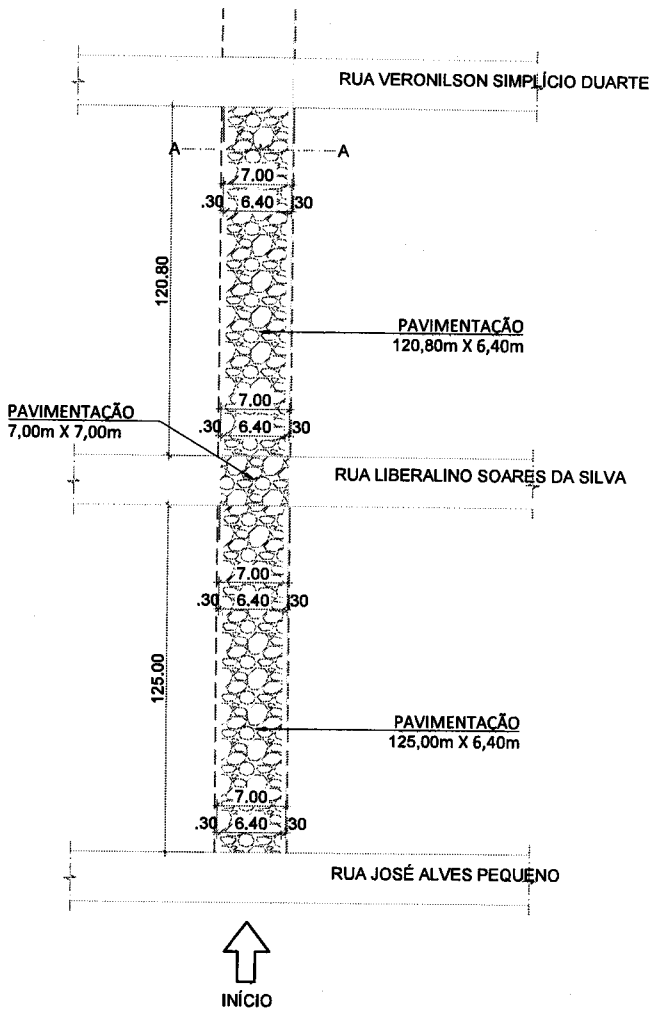 RUA VERONILSON SIMPLÍCIO DUARTE
A A
7.00
.30 6.40 .30
120.80
PAVIMENTAÇÃO
120,80m X 6,40m
7.00
PAVIMENTAÇÃO
7,00m X 7,00m
.30 6.40 .30
RUA LIBERALINO SOARES DA SILVA
7.00
.30 6.40 .30
125.00
PAVIMENTAÇÃO
125,00m X 6,40m
7.00
.30 6.40 .30
RUA JOSÉ ALVES PEQUENO
INÍCIO